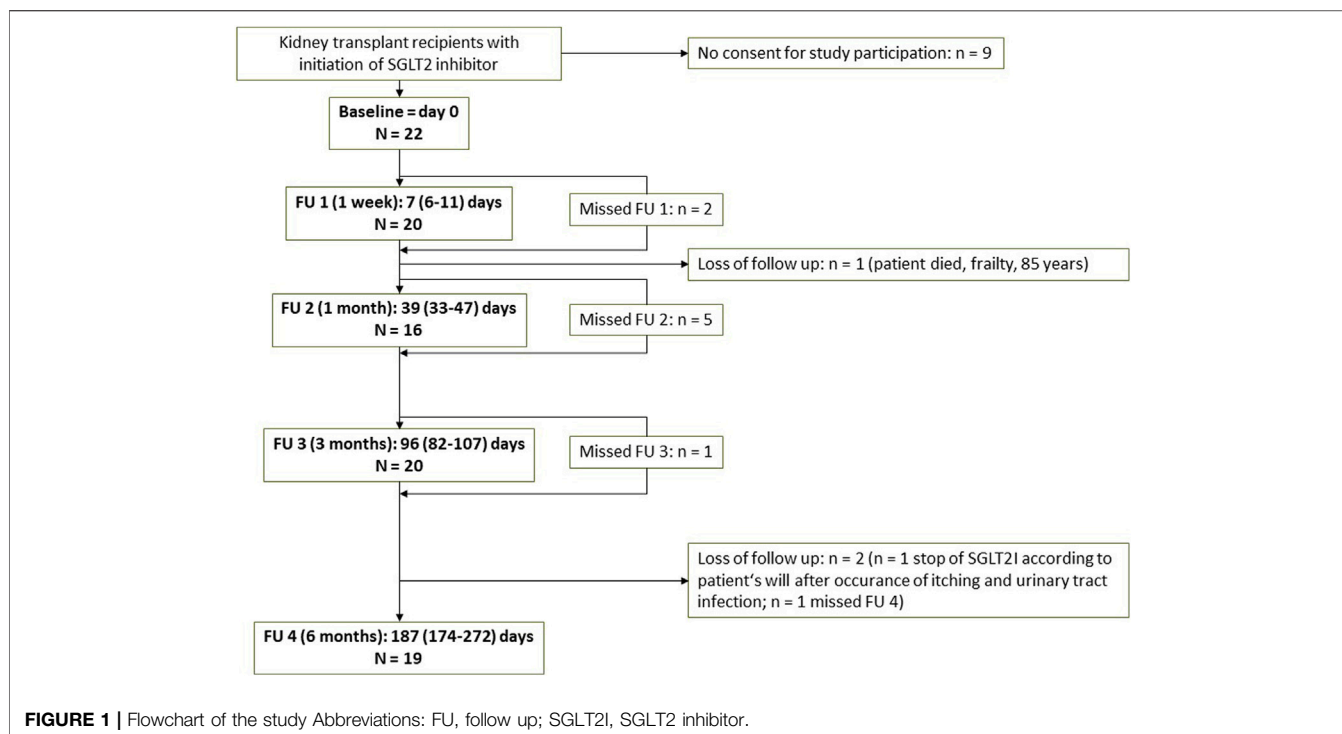 Kidney transplant recipients with
initiation of SGLT2 inhibitor
No consent for study participation: n = 9
Baseline = day 0
N = 22
FU 1 (1 week): 7 (6-11) days
N = 20
Missed FU 1: n = 2
Loss of follow up: n = 1 (patient died, frailty, 85 years)
FU 2 (1 month): 39 (33-47) days
N = 16
Missed FU 2: n = 5
FU 3 (3 months): 96 (82-107) days
N = 20
Missed FU 3: n = 1
Loss of follow up: n = 2 (n = 1 stop of SGLT2I according to
patient‘s will after occurance of itching and urinary tract
infection; n = 1 missed FU 4)
FU 4 (6 months): 187 (174-272) days
N = 19
FIGURE 1 | Flowchart of the study Abbreviations: FU, follow up; SGLT2I, SGLT2 inhibitor.